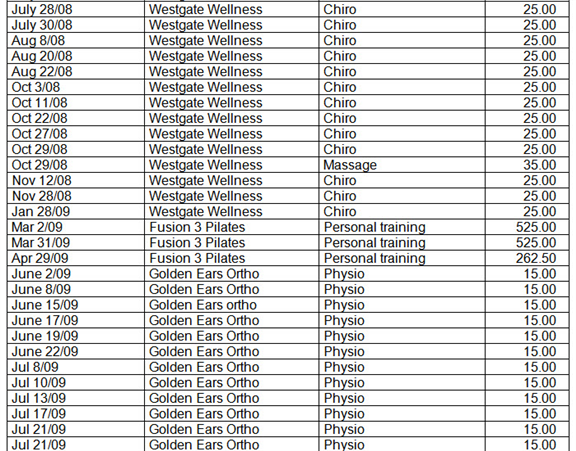 July 28/08 Westgate Wellness Chiro 25.00
July 30/08 Westgate Wellness Chiro 25.00
Aug 8/08 Westgate Wellness Chiro 25.00
Aug 20/08 Westgate Wellness Chiro 25.00
Aug 22/08 Westgate Wellness Chiro 25.00
Oct 3/08 Westgate Wellness Chiro 25.00
Oct 11/08 Westgate Wellness Chiro 25.00
Oct 22/08 Westgate Wellness Chiro 25.00
Oct 27/08 Westgate Wellness Chiro 25.00
Oct 29/08 Westgate Wellness Chiro 25.00
Oct 29/08 Westgate Wellness Massage 35.00
Nov 12/08 Westgate Wellness Chiro 25.00
Nov 28/08 Westgate Wellness Chiro 25.00
Jan 28/09 Westgate Wellness Chiro 25.00
Mar 2/09 Fusion 3 Pilates Personal training 525.00
Mar 31/09 Fusion 3 Pilates Personal training 525.00
Apr 29/09 Fusion 3 Pilates Personal training 262.50
June 2/09 Golden Ears Ortho Physio 15.00
June 8/09 Golden Ears Ortho Physio 15.00
June 15/09 Golden Ears ortho Physio 15.00
June 17/09 Golden Ears Ortho Physio 15.00
June 19/09 Golden Ears Ortho Physio 15.00
June 22/09 Golden Ears Ortho Physio 15.00
Jul 8/09 Golden Ears Ortho Physio 15.00
Jul 10/09 Golden Ears Ortho Physio 15.00
Jul 13/09 Golden Ears Ortho Physio 15.00
Jul 17/09 Golden Ears Ortho Physio 15.00
Jul 21/09 Golden Ears Ortho Physio 15.00
Jul 21/09 Golden Ears Ortho Physio 15.00